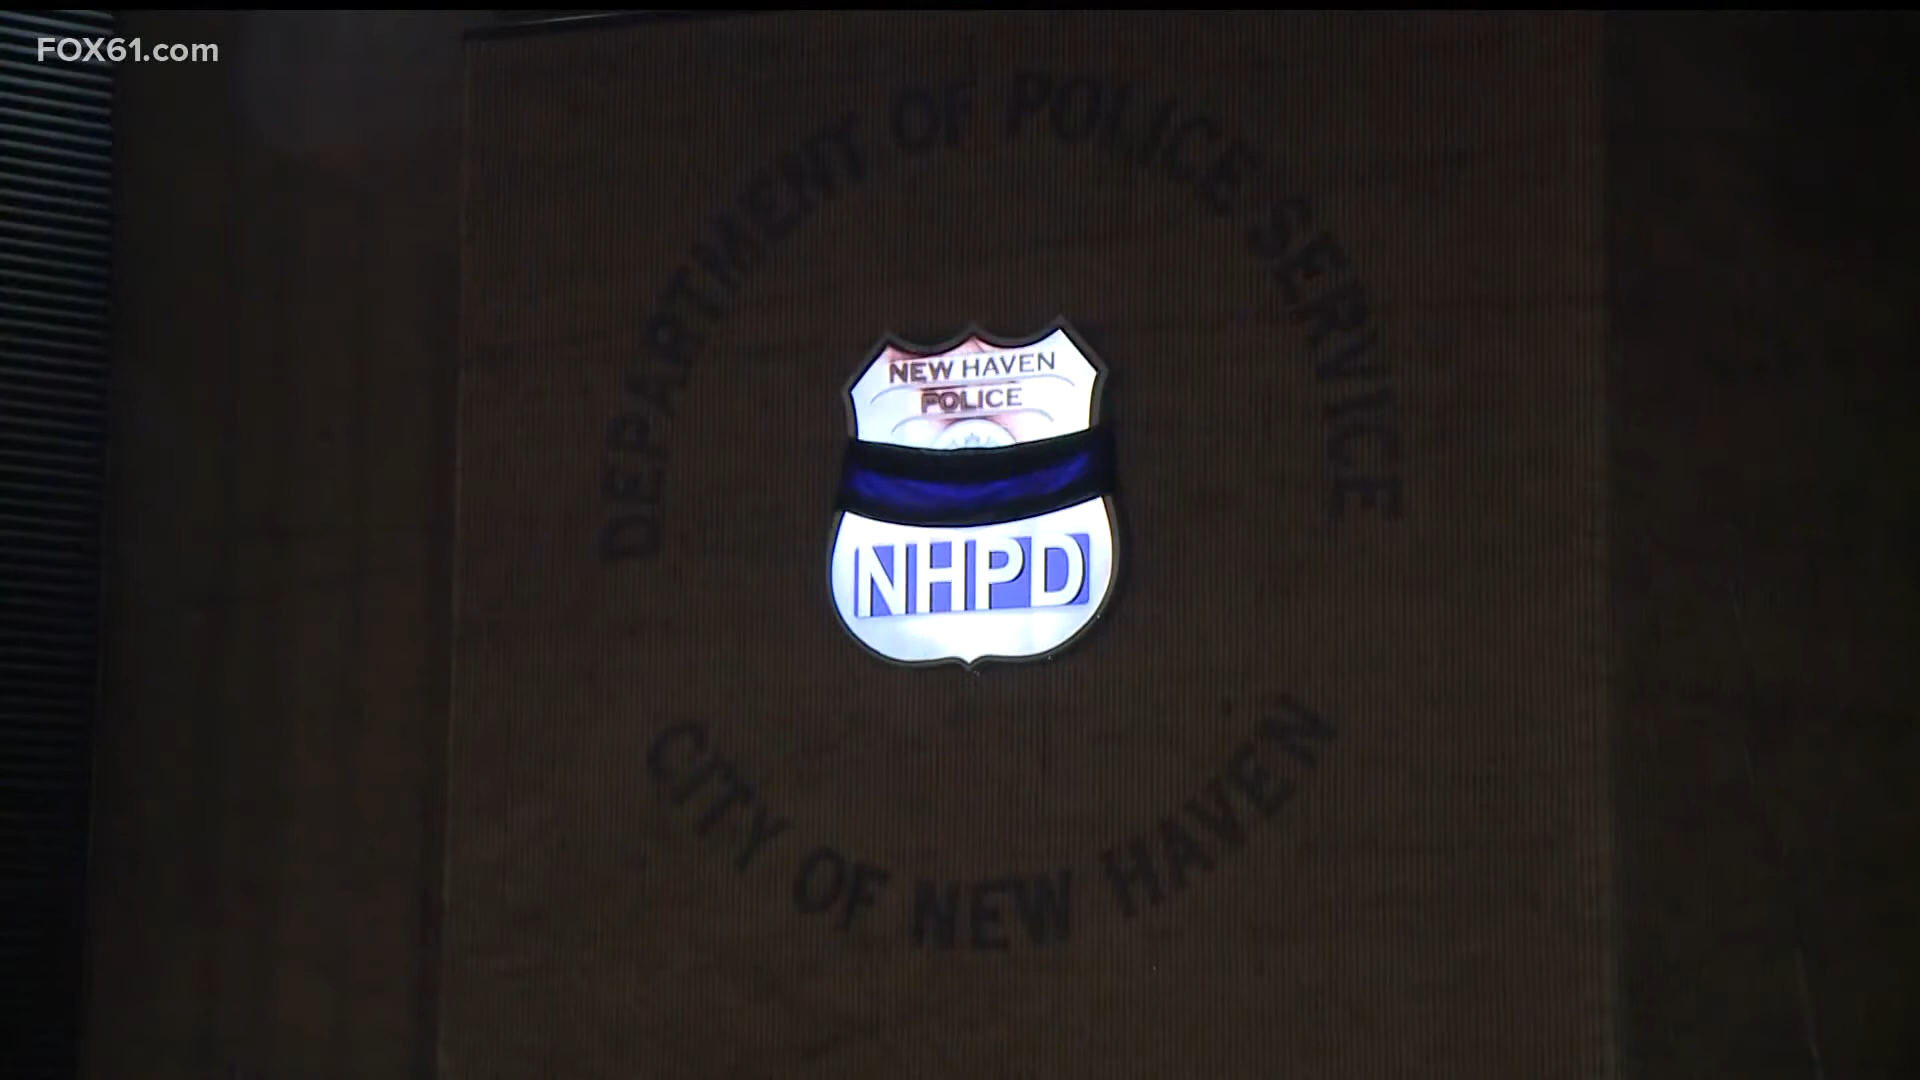 FOX61.com
DEPARTMENT OF POLICE SERVICE
NEW HAVEN
POLICE
NHPD
CITY OF NEW HAVEN